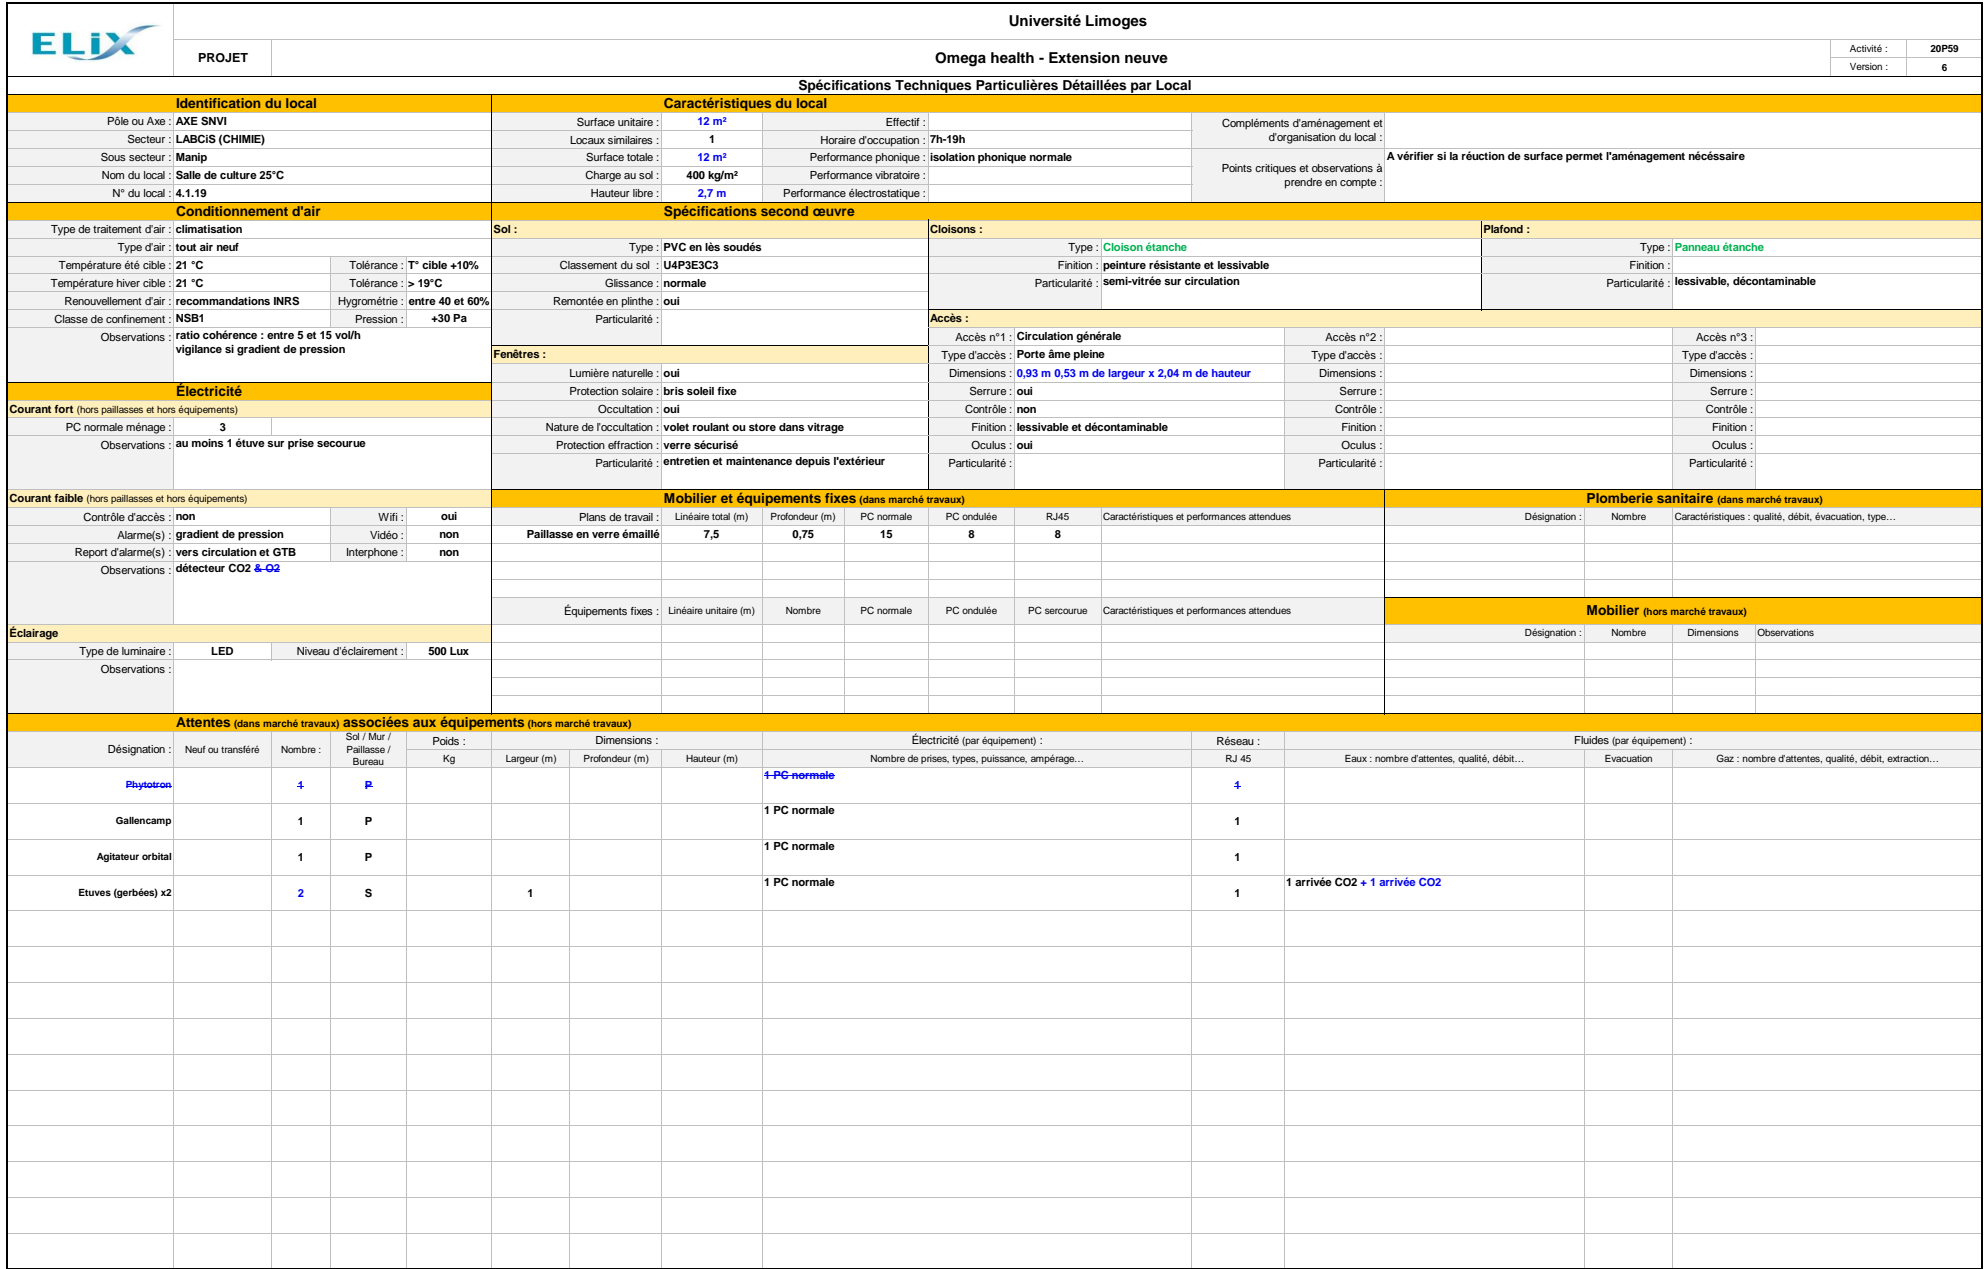 ELiX
Université Limoges
PROJET
Omega health - Extension neuve
Activité : 20P59
Version : 6
Spécifications Techniques Particulières Détaillées par Local
Identification du local
Pôle ou Axe : AXE SNVI
Secteur : LABCiS (CHIMIE)
Sous secteur : Manip
Nom du local : Salle de culture 25°C
N° du local : 4.1.19
Caractéristiques du local
Surface unitaire : 12 m² Effectif :
Locaux similaires : 1 Horaire d'occupation : 7h-19h
Surface totale : 12 m² Performance phonique : isolation phonique normale
Charge au sol : 400 kg/m² Performance vibratoire :
Hauteur libre : 2,7 m Performance électrostatique :
Compléments d'aménagement et
d'organisation du local :
Points critiques et observations à
prendre en compte :
A vérifier si la réuction de surface permet l'aménagement nécéssaire
Conditionnement d'air
Type de traitement d'air : climatisation
Type d'air : tout air neuf
Température été cible : 21 °C Tolérance : T° cible +10%
Température hiver cible : 21 °C Tolérance : > 19°C
Renouvellement d'air : recommandations INRS Hygrométrie : entre 40 et 60%
Classe de confinement : NSB1 Pression : +30 Pa
Observations : ratio cohérence : entre 5 et 15 vol/h
vigilance si gradient de pression
Électricité
Courant fort (hors paillasses et hors équipements)
PC normale ménage : 3
Observations : au moins 1 étuve sur prise secourue
Courant faible (hors paillasses et hors équipements)
Contrôle d'accès : non Wifi : oui
Alarme(s) : gradient de pression Vidéo : non
Report d'alarme(s) : vers circulation et GTB Interphone : non
Observations : détecteur CO2 & O2
Éclairage
Type de luminaire : LED Niveau d'éclairement : 500 Lux
Observations :
Spécifications second œuvre
Sol :
Type : PVC en lès soudés
Classement du sol : U4P3E3C3
Glissance : normale
Remontée en plinthe : oui
Particularité :
Fenêtres :
Lumière naturelle : oui
Protection solaire : bris soleil fixe
Occultation : oui
Nature de l'occultation : volet roulant ou store dans vitrage
Protection effraction : verre sécurisé
Particularité : entretien et maintenance depuis l'extérieur
Cloisons :
Type : Cloison étanche
Finition : peinture résistante et lessivable
Particularité : semi-vitrée sur circulation
Plafond :
Type : Panneau étanche
Finition :
Particularité : lessivable, décontaminable
Accès :
Accès n°1 : Circulation générale Accès n°2 : Accès n°3 :
Type d'accès : Porte âme pleine Type d'accès : Type d'accès :
Dimensions : 0,93 m 0,53 m de largeur x 2,04 m de hauteur Dimensions : Dimensions :
Serrure : oui Serrure : Serrure :
Contrôle : non Contrôle : Contrôle :
Finition : lessivable et décontaminable Finition : Finition :
Oculus : oui Oculus : Oculus :
Particularité : Particularité : Particularité :
Mobilier et équipements fixes (dans marché travaux)
Plans de travail : Linéaire total (m) Profondeur (m) PC normale PC ondulée RJ45 Caractéristiques et performances attendues
Paillasse en verre émaillé 7,5 0,75 15 8 8
Équipements fixes : Linéaire unitaire (m) Nombre PC normale PC ondulée PC sercourue Caractéristiques et performances attendues
Plomberie sanitaire (dans marché travaux)
Désignation : Nombre Caractéristiques : qualité, débit, évacuation, type…
Mobilier (hors marché travaux)
Désignation : Nombre Dimensions Observations
Attentes (dans marché travaux) associées aux équipements (hors marché travaux)
Désignation : Neuf ou transféré Nombre : Sol / Mur / Paillasse / Bureau Poids : Dimensions : Électricité (par équipement) : Réseau : Fluides (par équipement) :
Kg Largeur (m) Profondeur (m) Hauteur (m) Nombre de prises, types, puissance, ampérage… RJ 45 Eaux : nombre d'attentes, qualité, débit… Evacuation Gaz : nombre d'attentes, qualité, débit, extraction…
Phytotron 1 P 1 PC normale 1
Gallencamp 1 P 1 PC normale 1
Agitateur orbital 1 P 1 PC normale 1
Etuves (gerbées) x2 2 S 1 1 PC normale 1 1 arrivée CO2 + 1 arrivée CO2